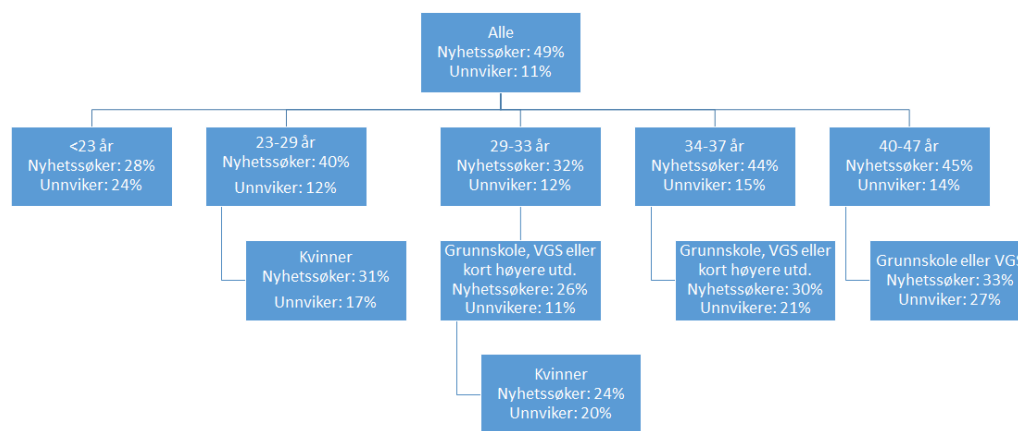 Alle
Nyhetssøker: 49%
Unnviker: 11%
<23 år
Nyhetssøker: 28%
Unnviker: 24%
23-29 år
Nyhetssøker: 40%
Unnviker: 12%
29-33 år
Nyhetssøker: 32%
Unnviker: 12%
34-37 år
Nyhetssøker: 44%
Unnviker: 15%
40-47 år
Nyhetssøker: 45%
Unnviker: 14%
Kvinner
Nyhetssøker: 31%
Unnviker: 17%
Grunnskole, VGS eller
kort høyere utd.
Nyhetssøkere: 26%
Unnvikere: 11%
Grunnskole, VGS eller
kort høyere utd.
Nyhetssøkere: 30%
Unnvikere: 21%
Grunnskole eller VGS
Nyhetssøker: 33%
Unnviker: 27%
Kvinner
Nyhetssøker: 24%
Unnviker: 20%